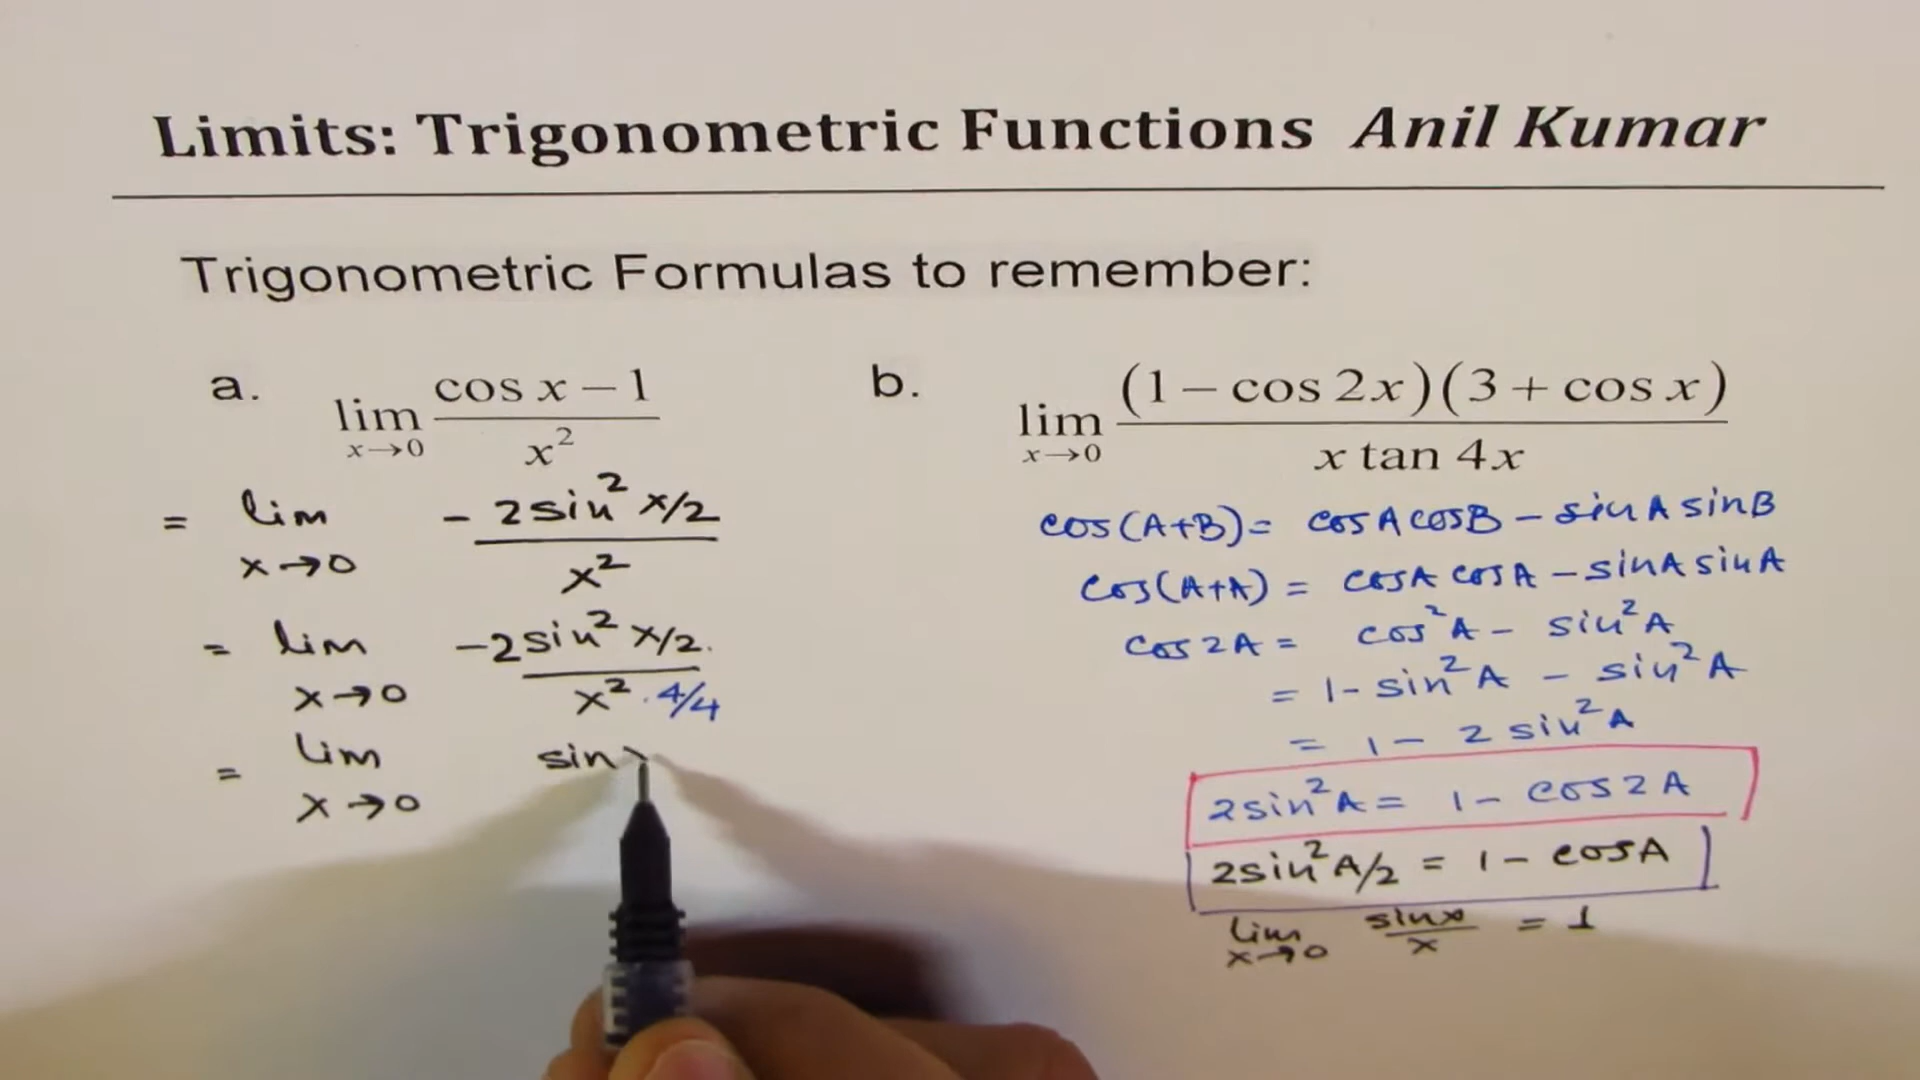 Limits: Trigonometric Functions Anil Kumar
Trigonometric Formulas to remember:
a. lim x→0 (cos x − 1)/x²
= lim x→0 − 2sin² x/2 / x²
= lim x→0 −2sin² x/2. / x² · 4/4
= lim x→0 sin
b. lim x→0 (1 − cos 2x)(3 + cos x) / x tan 4x
cos(A+B) = cosA cosB − sinA sinB
cos(A+A) = cosA cosA − sinA sinA
cos 2A = cos²A − sin²A
= 1 − sin²A − sin²A
= 1 − 2 sin²A
2sin²A = 1 − cos2A
2sin²A/2 = 1 − cosA
lim x→0 sinx/x = 1